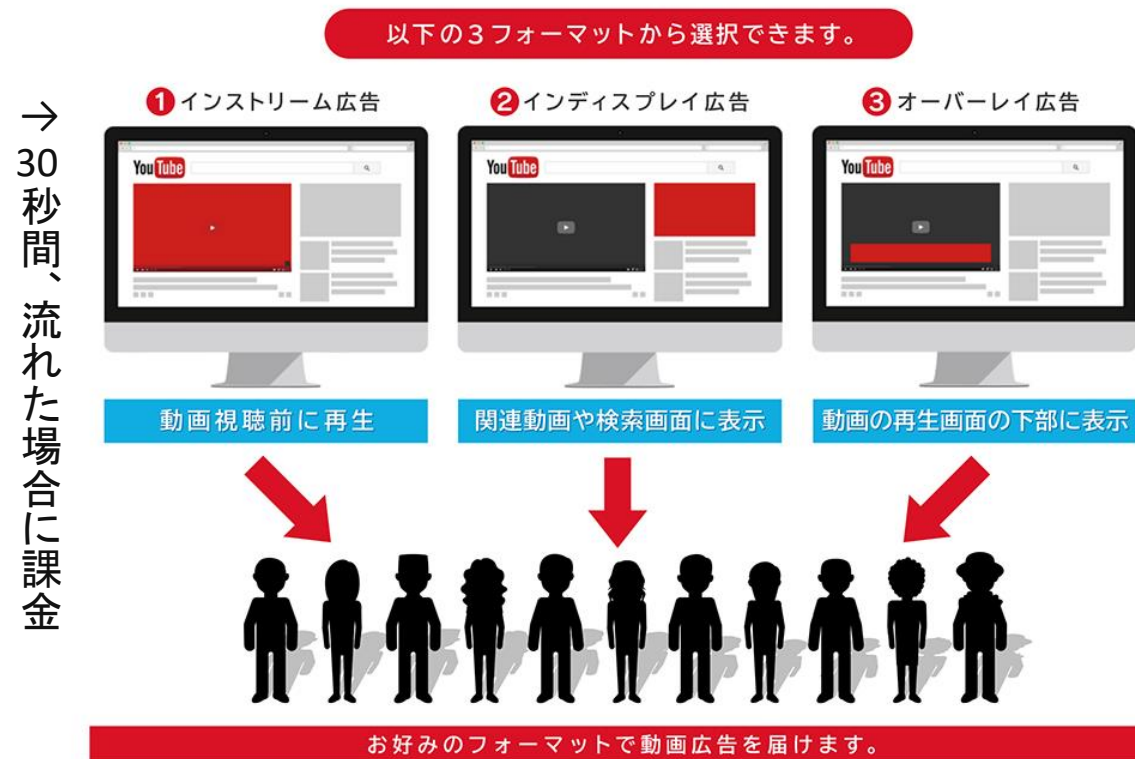 以下の3フォーマットから選択できます。
→30秒間、流れた場合に課金
1 インストリーム広告
2 インディスプレイ広告
3 オーバーレイ広告
YouTube
YouTube
YouTube
動画視聴前に再生
関連動画や検索画面に表示
動画の再生画面の下部に表示
お好みのフォーマットで動画広告を届けます。